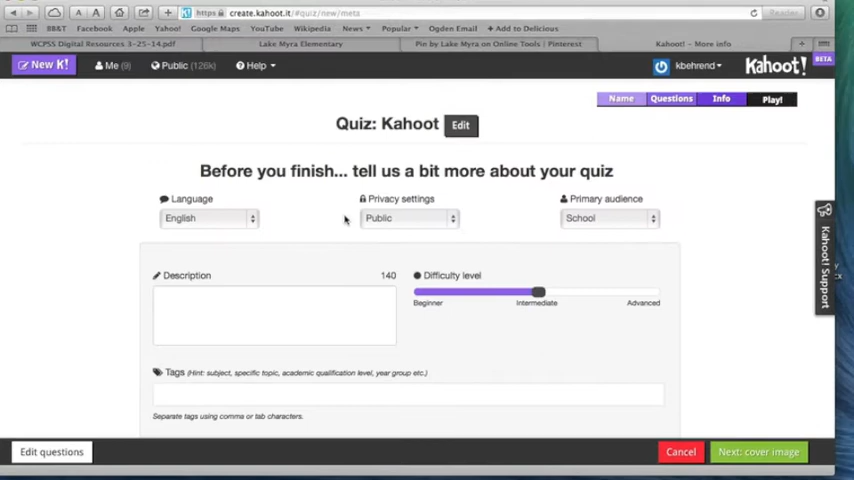 https create.kahoot.it/#quiz/new/meta Reader
BB&T Facebook Apple Yahoo! Google Maps YouTube Wikipedia News Popular Ogden Email + Add to Delicious
WCPSS Digital Resources 3-25-14.pdf Lake Myra Elementary Pin by Lake Myra on Online Tools | Pinterest Kahoot! – More info
New K! Me (9) Public (126k) Help kbehrend Kahoot! BETA
Name Questions Info Play!
Quiz: Kahoot Edit
Before you finish... tell us a bit more about your quiz
Language Privacy settings Primary audience
English Public School
Kahoot! Support
Description 140 Difficulty level
Beginner Intermediate Advanced
Tags (Hint: subject, specific topic, academic qualification level, year group etc.)
Separate tags using comma or tab characters.
Edit questions Cancel Next: cover image